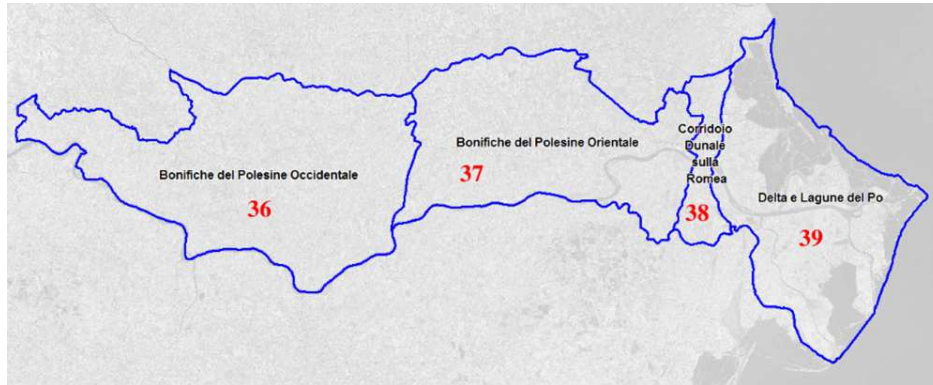 Bonifiche del Polesine Occidentale
36
Bonifiche del Polesine Orientale
37
Corridoio
Dunale
sulla
Romea
38
Delta e Lagune del Po
39